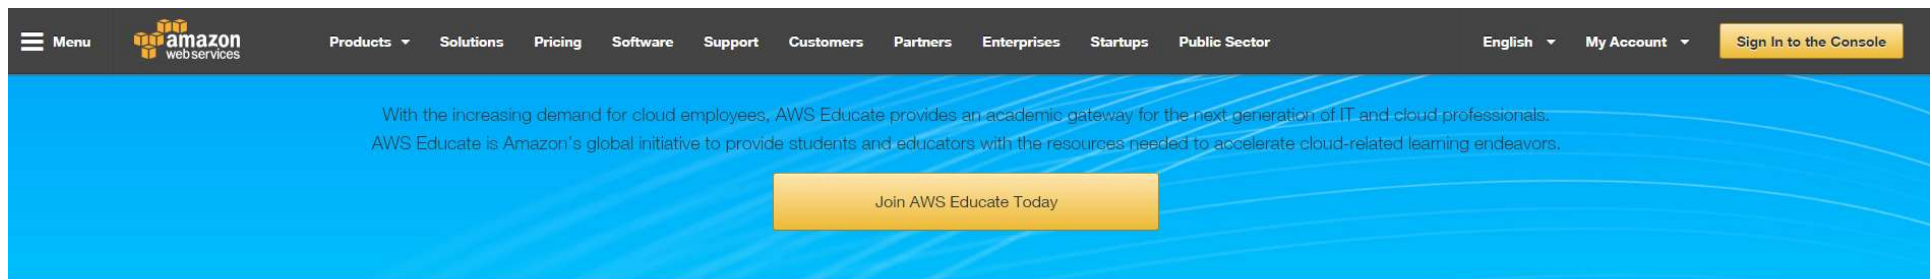 Menu
amazon
webservices
Products
Solutions
Pricing
Software
Support
Customers
Partners
Enterprises
Startups
Public Sector
English
My Account
Sign In to the Console
With the increasing demand for cloud employees, AWS Educate provides an academic gateway for the next generation of IT and cloud professionals.
AWS Educate is Amazon's global initiative to provide students and educators with the resources needed to accelerate cloud-related learning endeavors.
Join AWS Educate Today